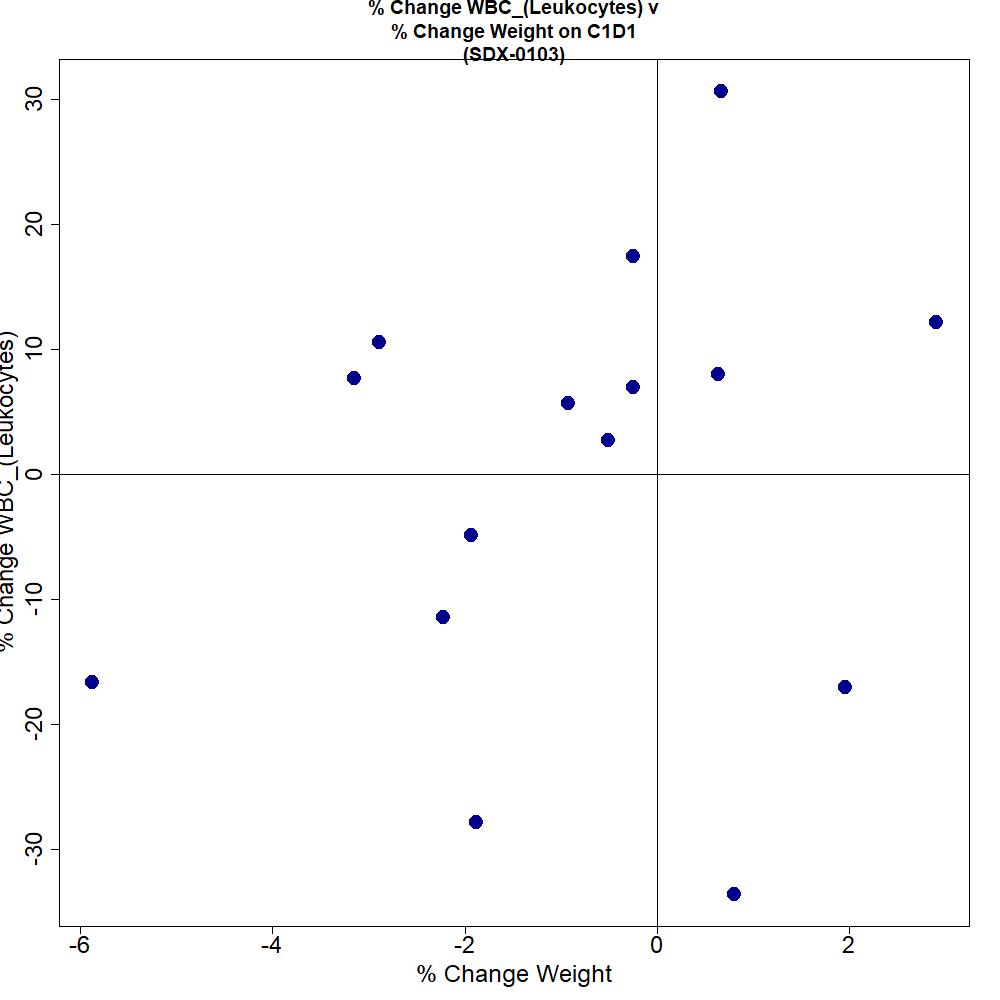 % Change WBC_(Leukocytes) v
% Change Weight on C1D1
(SDX-0103)
30
20
10
0
-10
-20
-30
% Change WBC_(Leukocytes)
-6
-4
-2
0
2
% Change Weight